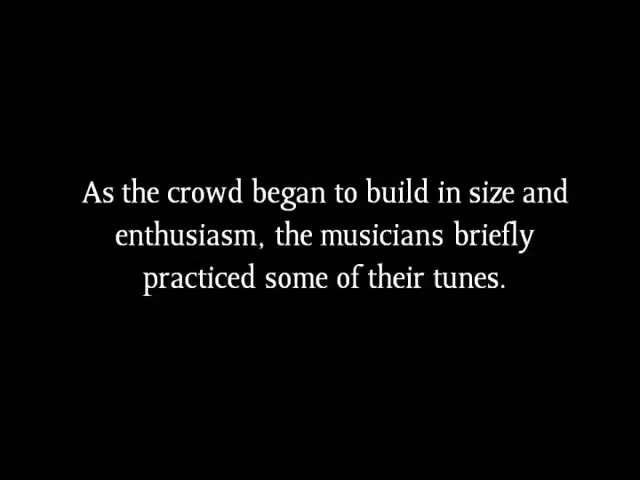 As the crowd began to build in size and
enthusiasm, the musicians briefly
practiced some of their tunes.